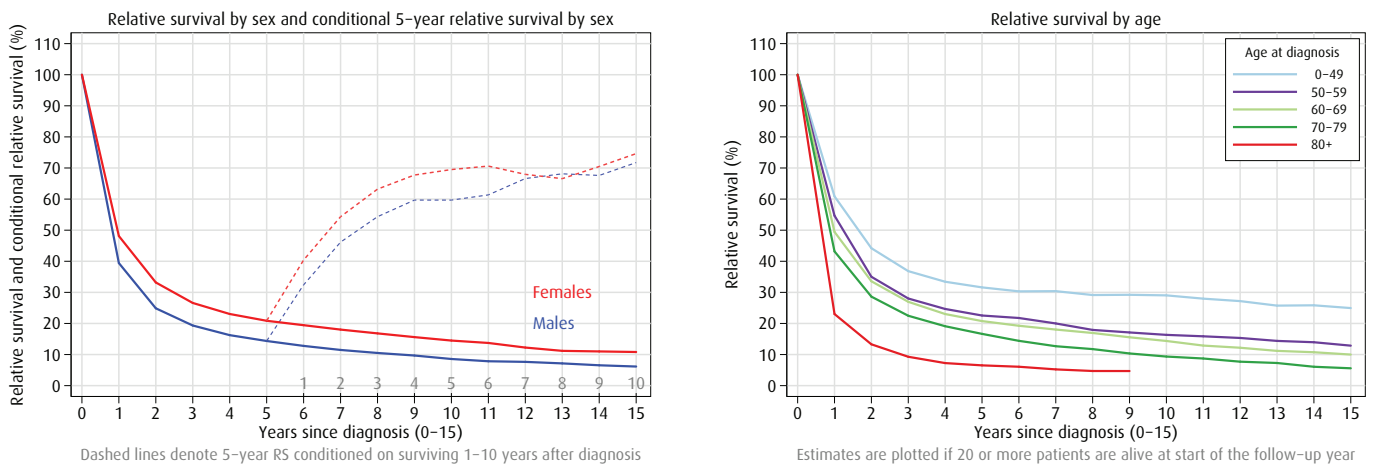 Relative survival by sex and conditional 5-year relative survival by sex
Relative survival and conditional relative survival (%)
110
100
90
80
70
60
50
40
30
20
10
0
Females
Males
1 2 3 4 5 6 7 8 9 10
0 1 2 3 4 5 6 7 8 9 10 11 12 13 14 15
Years since diagnosis (0-15)
Dashed lines denote 5-year RS conditioned on surviving 1-10 years after diagnosis
Relative survival by age
Relative survival (%)
110
100
90
80
70
60
50
40
30
20
10
0
Age at diagnosis
0-49
50-59
60-69
70-79
80+
0 1 2 3 4 5 6 7 8 9 10 11 12 13 14 15
Years since diagnosis (0-15)
Estimates are plotted if 20 or more patients are alive at start of the follow-up year